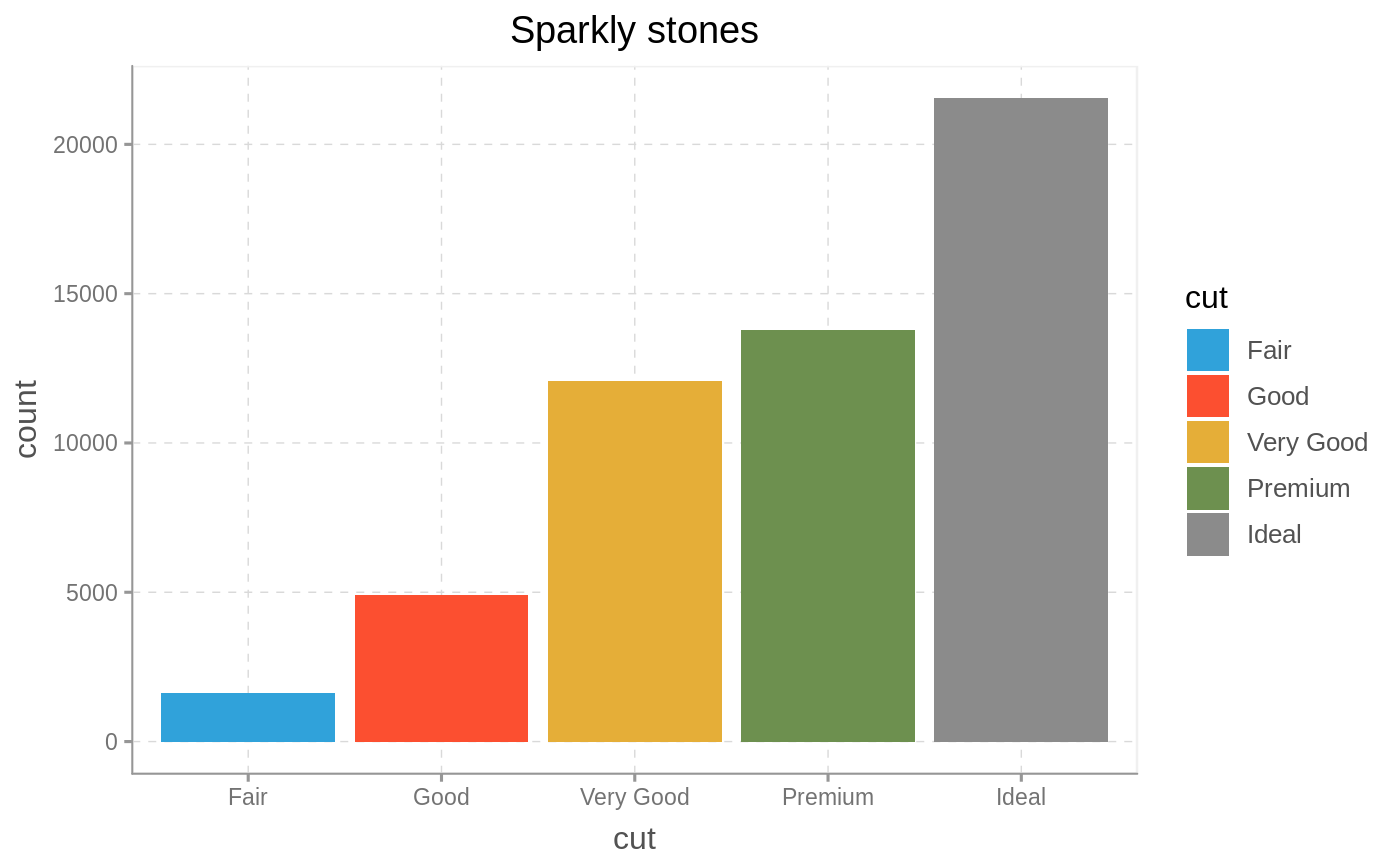 Sparkly stones
count
20000
15000
10000
5000
0
Fair
Good
Very Good
Premium
Ideal
cut
cut
Fair
Good
Very Good
Premium
Ideal